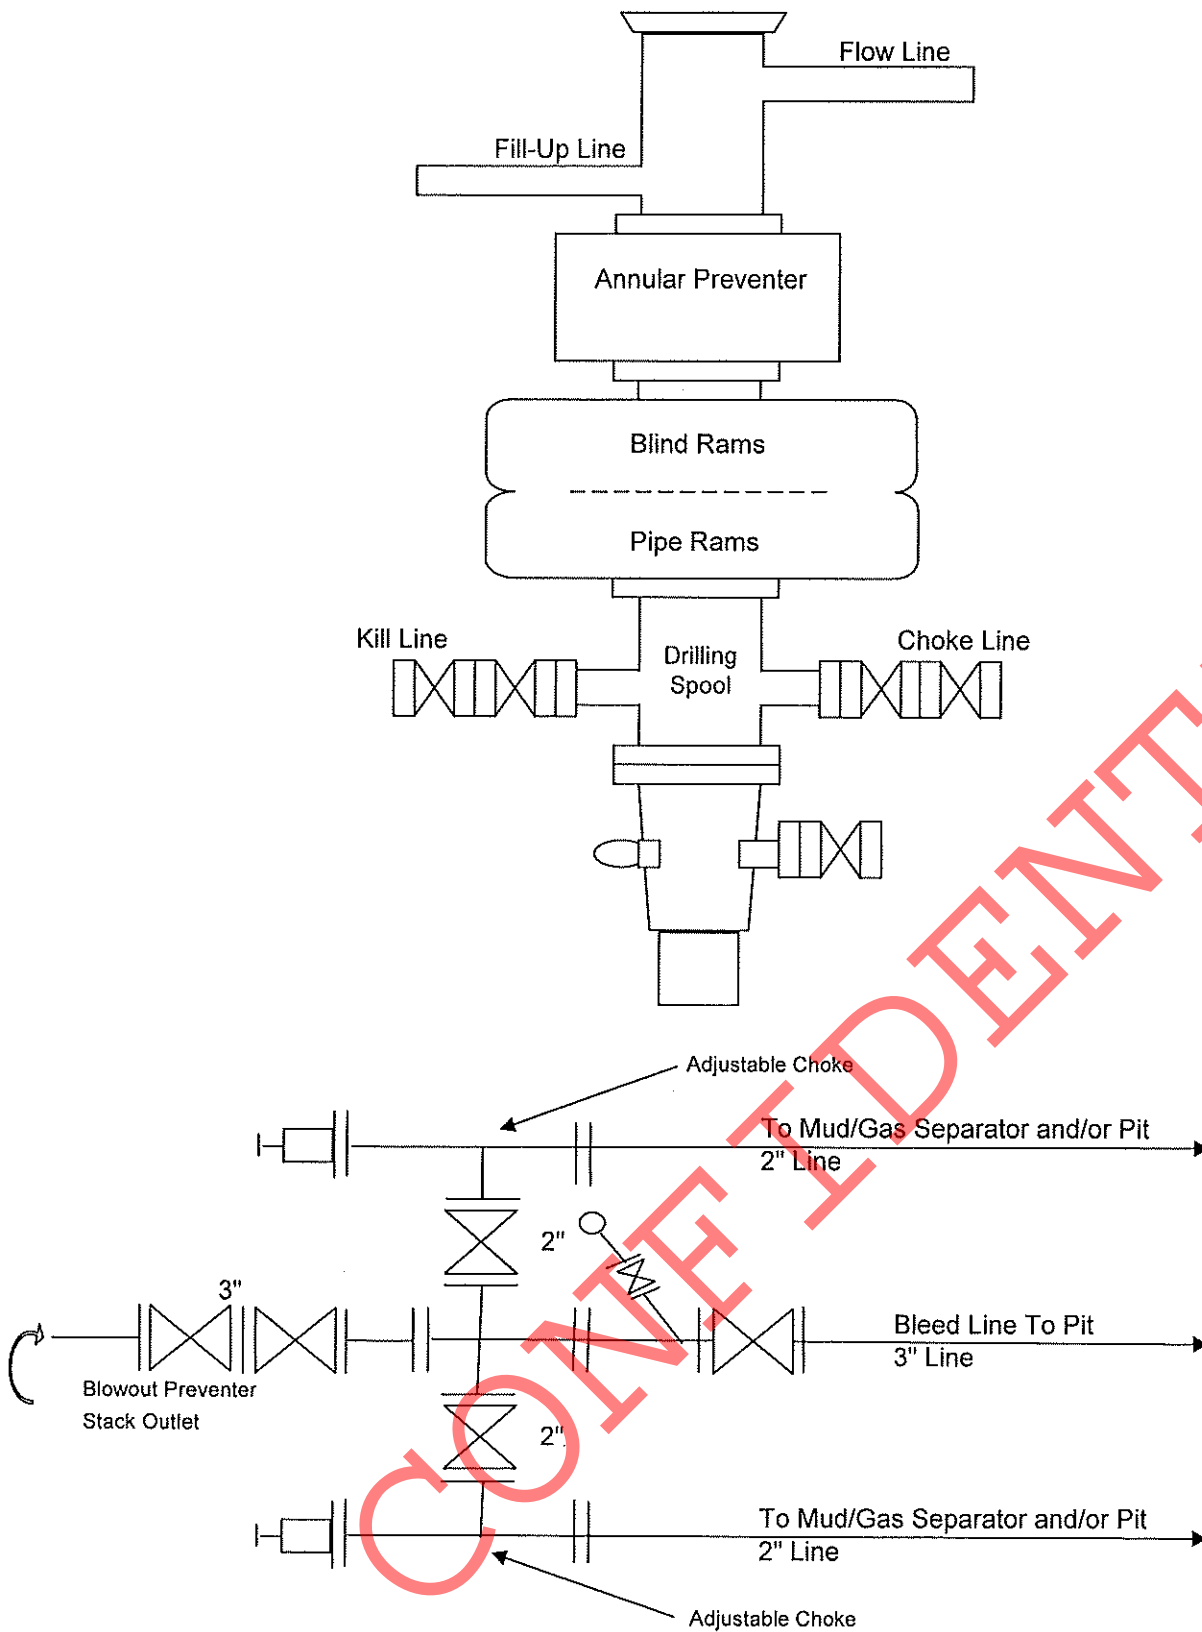 Flow Line
Fill-Up Line
Annular Preventer
Blind Rams
Pipe Rams
Kill Line
Drilling
Spool
Choke Line
Adjustable Choke
To Mud/Gas Separator and/or Pit
2" Line
2"
3"
Bleed Line To Pit
3" Line
Blowout Preventer
Stack Outlet
2"
To Mud/Gas Separator and/or Pit
2" Line
Adjustable Choke
CONFIDENT